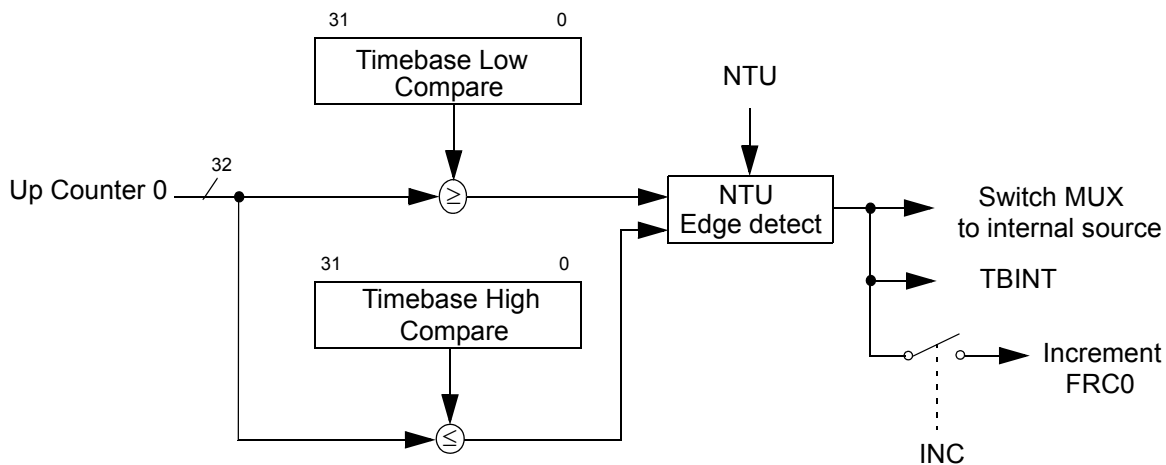 31 0
Timebase Low
Compare
NTU
32
Up Counter 0
≥
NTU
Edge detect
Switch MUX
to internal source
31 0
TBINT
Timebase High
Compare
Increment
FRC0
≤
INC